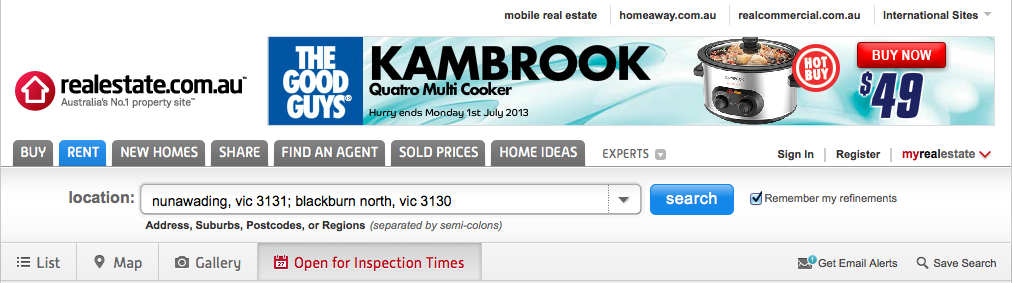 mobile real estate homeaway.com.au realcommercial.com.au International Sites
realestate.com.au™
Australia's No.1 property site™
THE
GOOD
GUYS®
KAMBROOK
Quatro Multi Cooker
Hurry ends Monday 1st July 2013
HOT
BUY
BUY NOW
$49
BUY RENT NEW HOMES SHARE FIND AN AGENT SOLD PRICES HOME IDEAS EXPERTS Sign In Register myrealestate
location: nunawading, vic 3131; blackburn north, vic 3130 search Remember my refinements
Address, Suburbs, Postcodes, or Regions (separated by semi-colons)
List Map Gallery Open for Inspection Times Get Email Alerts Save Search